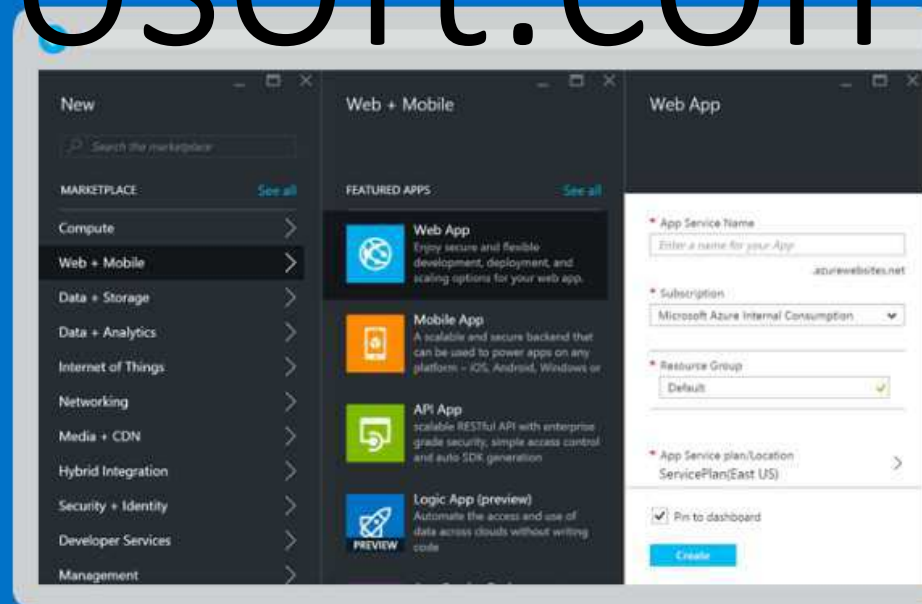 osoft.com
New
Search the marketplace
MARKETPLACE See all
Compute
Web + Mobile
Data + Storage
Data + Analytics
Internet of Things
Networking
Media + CDN
Hybrid Integration
Security + Identity
Developer Services
Management
Web + Mobile
FEATURED APPS See all
Web App
Enjoy secure and flexible
development, deployment, and
scaling options for your web app.
Mobile App
A scalable and secure backend that
can be used to power apps on any
platform – iOS, Android, Windows or
API App
scalable RESTful API with enterprise
grade security, simple access control
and auto SDK generation
Logic App (preview)
Automate the access and use of
data across clouds without writing
code
PREVIEW
Web App
* App Service Name
Enter a name for your App
.azurewebsites.net
* Subscription
Microsoft Azure Internal Consumption
* Resource Group
Default
* App Service plan/Location
ServicePlan(East US)
Pin to dashboard
Create